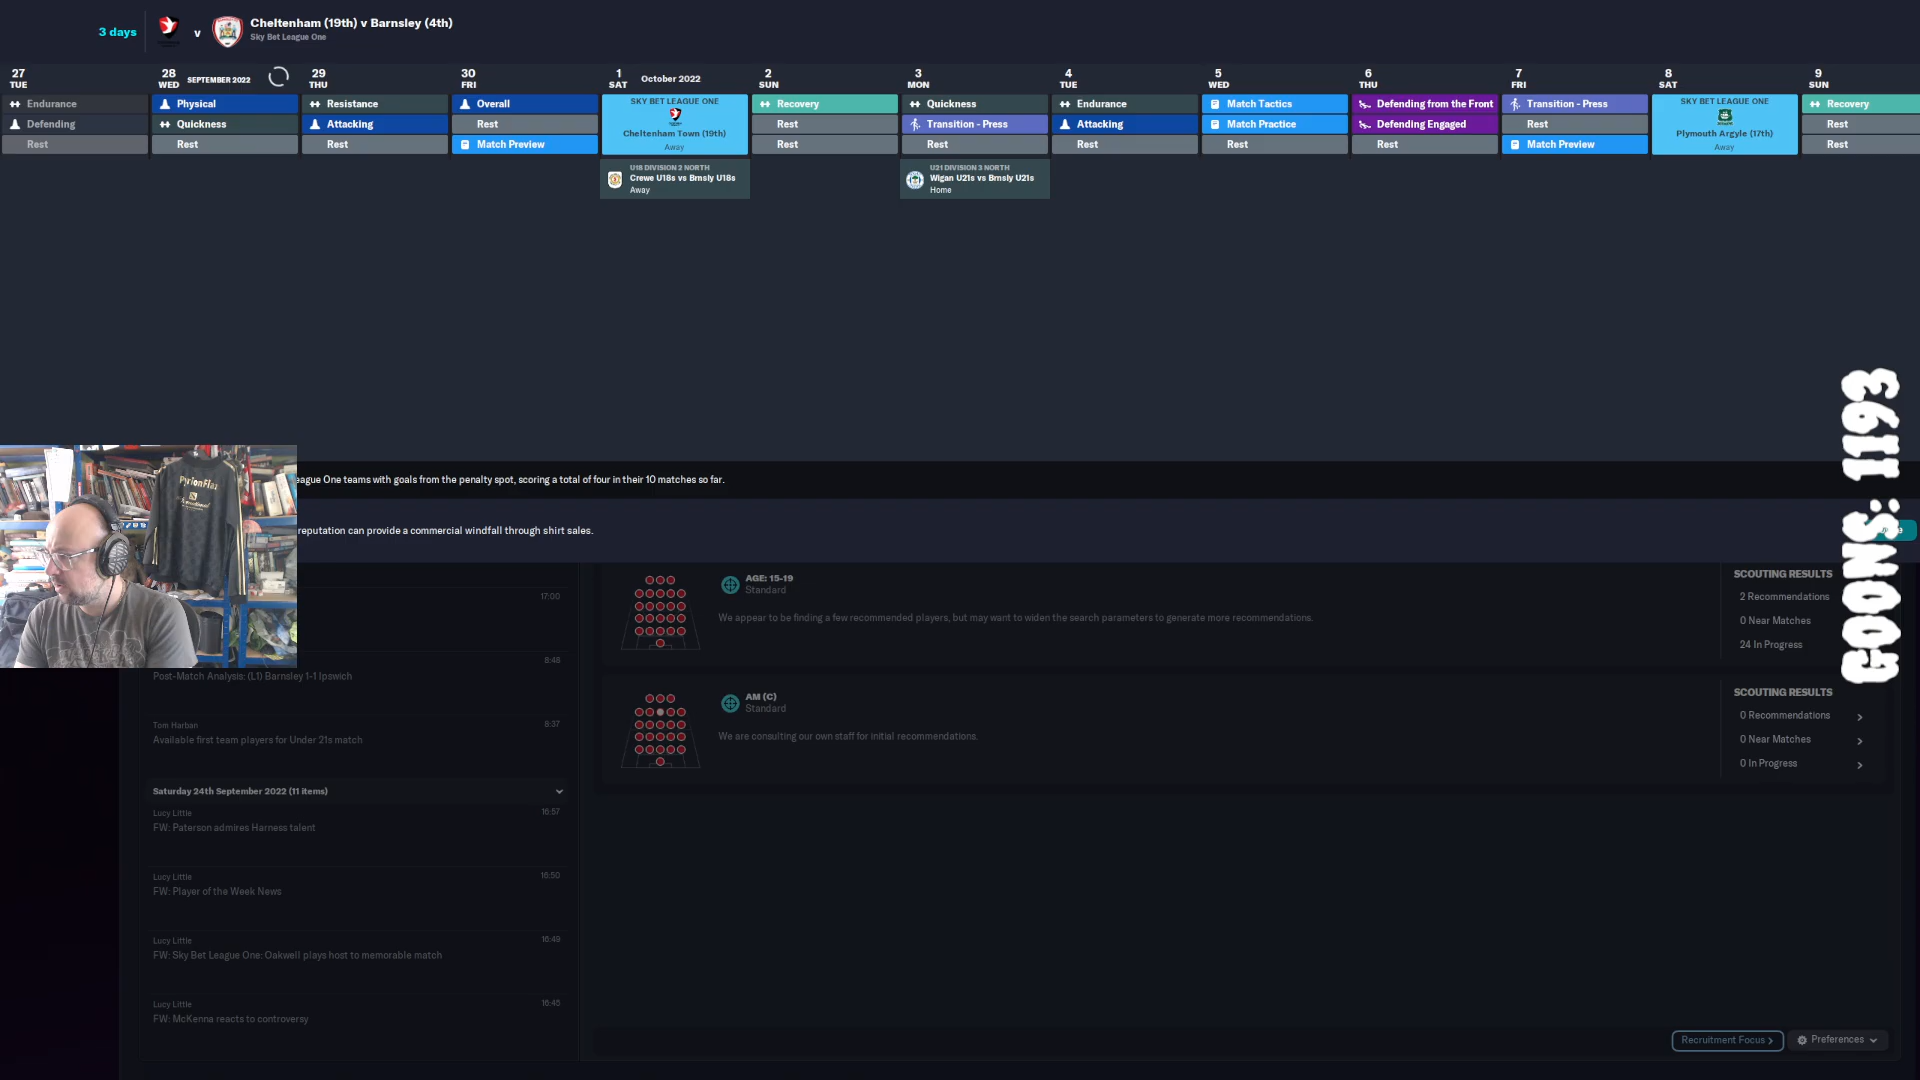 3 days
v
Cheltenham (19th) v Barnsley (4th)
Sky Bet League One
27
TUE
Endurance
Defending
Rest
28
WED
SEPTEMBER 2022
Physical
Quickness
Rest
29
THU
Resistance
Attacking
Rest
30
FRI
Overall
Rest
Match Preview
1
SAT
October 2022
SKY BET LEAGUE ONE
Cheltenham Town (19th)
Away
U18 DIVISION 2 NORTH
Crewe U18s vs Brnsly U18s
Away
2
SUN
Recovery
Rest
Rest
3
MON
Quickness
Transition - Press
Rest
U21 DIVISION 3 NORTH
Wigan U21s vs Brnsly U21s
Home
4
TUE
Endurance
Attacking
Rest
5
WED
Match Tactics
Match Practice
Rest
6
THU
Defending from the Front
Defending Engaged
Rest
7
FRI
Transition - Press
Rest
Match Preview
8
SAT
SKY BET LEAGUE ONE
Plymouth Argyle (17th)
Away
9
SUN
Recovery
Rest
Rest
GOONS: 1193
PyrionFlax
eague One teams with goals from the penalty spot, scoring a total of four in their 10 matches so far.
reputation can provide a commercial windfall through shirt sales.
17:00
8:46
Post-Match Analysis: (L1) Barnsley 1-1 Ipswich
Tom Harban
8:37
Available first team players for Under 21s match
Saturday 24th September 2022 (11 items)
Lucy Little
16:57
FW: Paterson admires Harness talent
Lucy Little
16:50
FW: Player of the Week News
Lucy Little
16:49
FW: Sky Bet League One: Oakwell plays host to memorable match
Lucy Little
16:45
FW: McKenna reacts to controversy
AGE: 15-19
Standard
We appear to be finding a few recommended players, but may want to widen the search parameters to generate more recommendations.
SCOUTING RESULTS
2 Recommendations
0 Near Matches
24 In Progress
AM (C)
Standard
We are consulting our own staff for initial recommendations.
SCOUTING RESULTS
0 Recommendations
0 Near Matches
0 In Progress
Recruitment Focus
Preferences